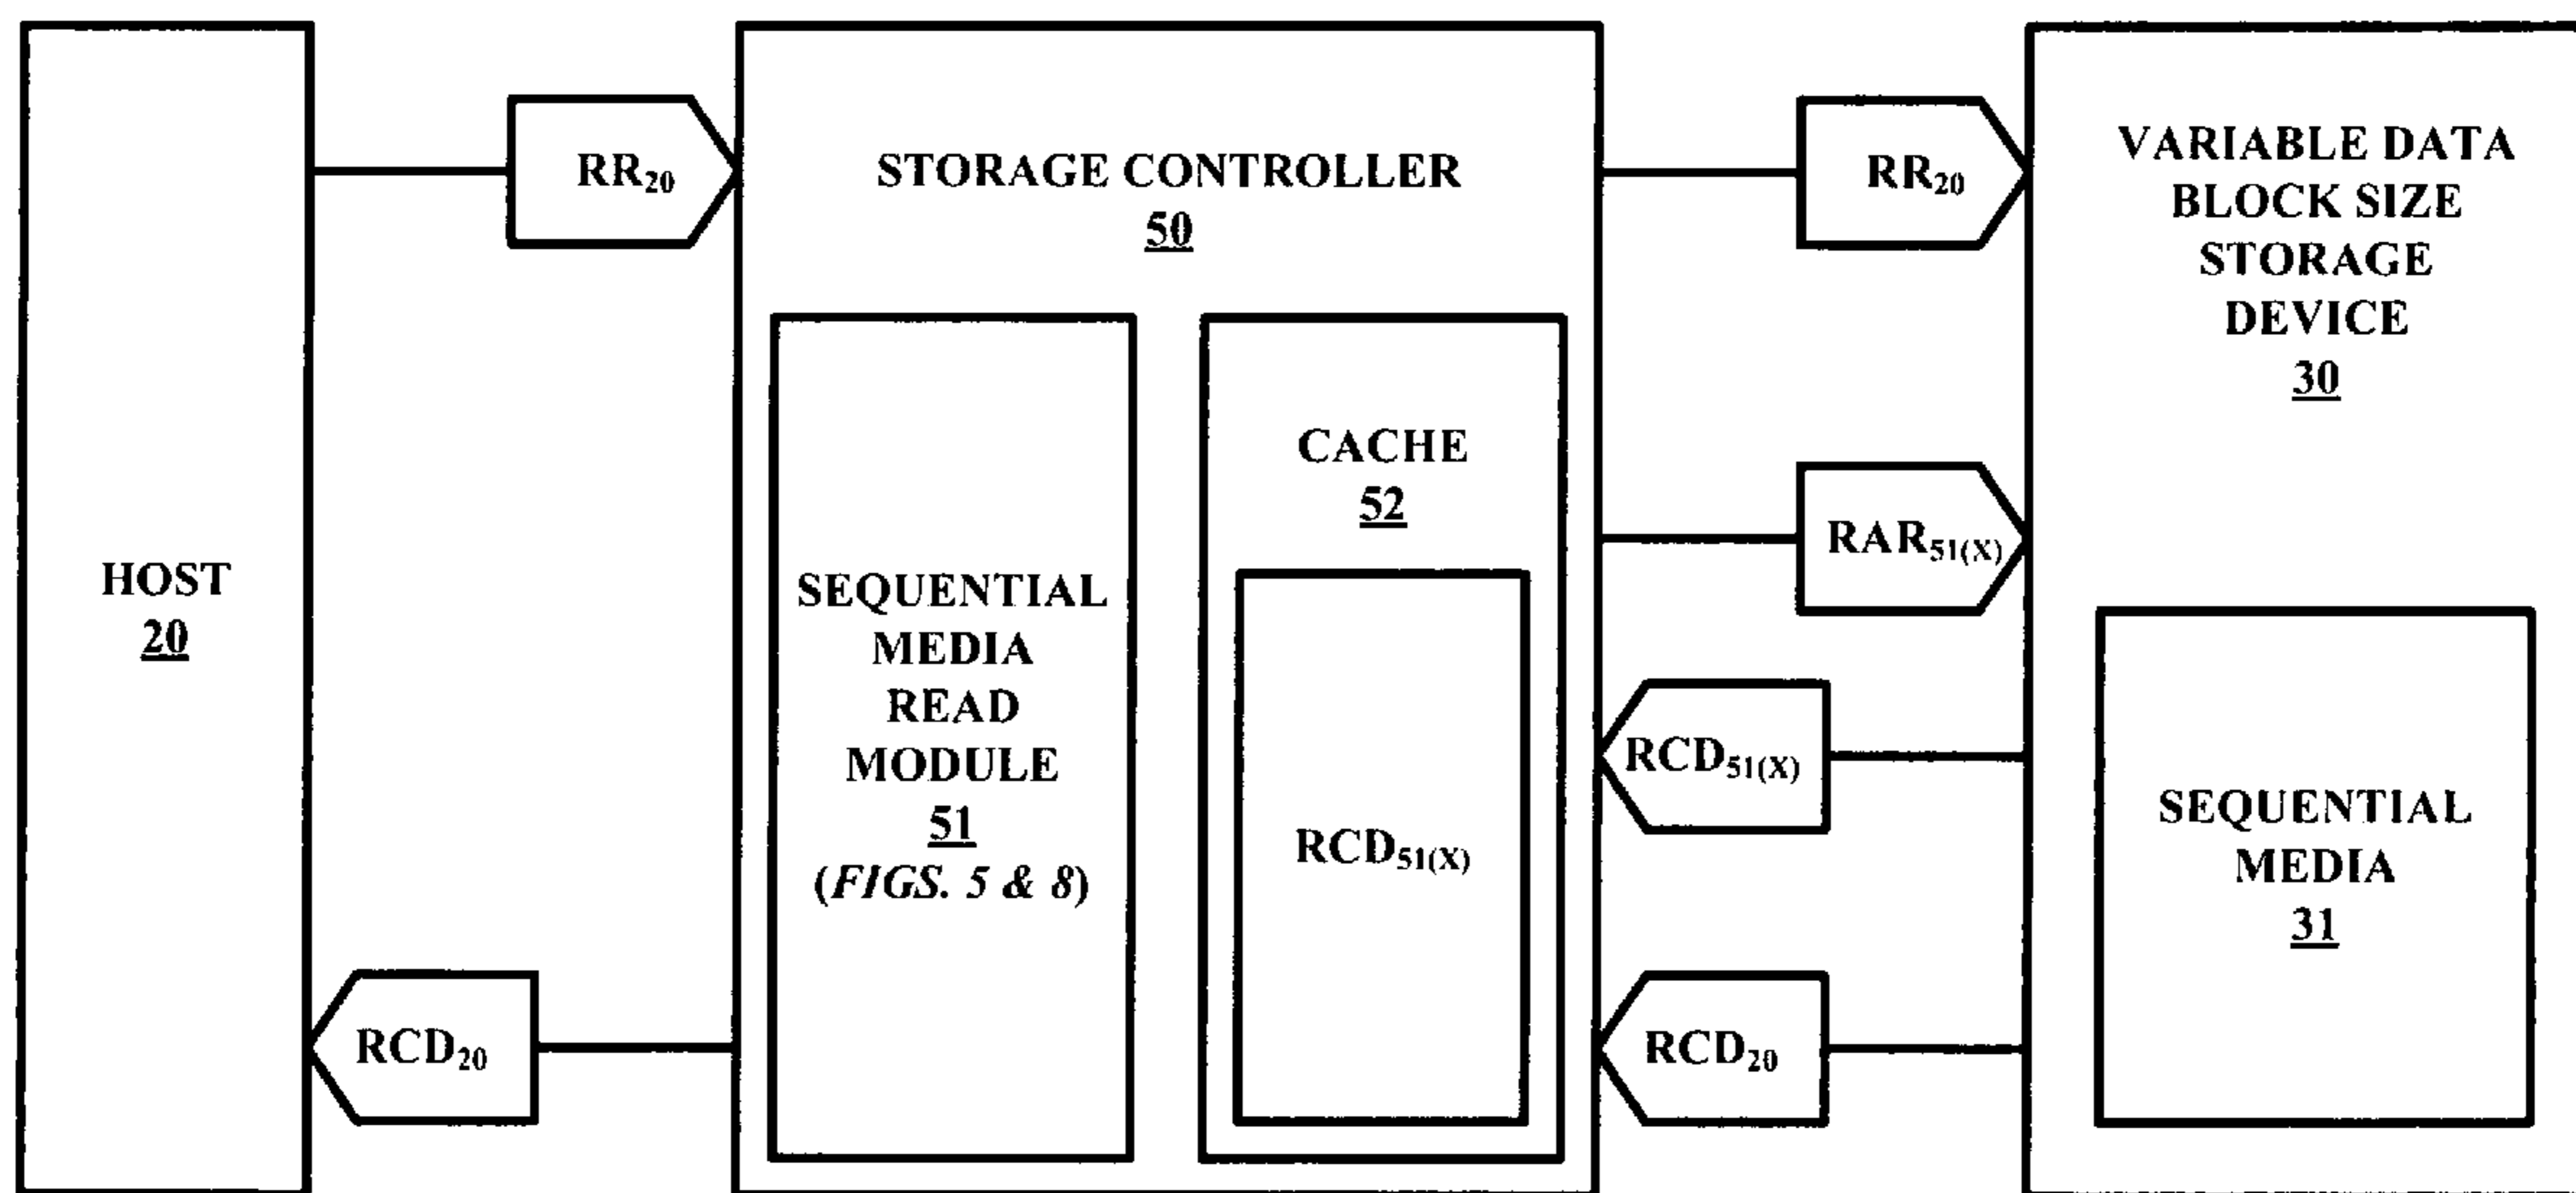 HOST
20
RR20
RCD20
STORAGE CONTROLLER
50
SEQUENTIAL
MEDIA
READ
MODULE
51
(FIGS. 5 & 8)
CACHE
52
RCD51(X)
RR20
RAR51(X)
RCD51(X)
RCD20
VARIABLE DATA
BLOCK SIZE
STORAGE
DEVICE
30
SEQUENTIAL
MEDIA
31